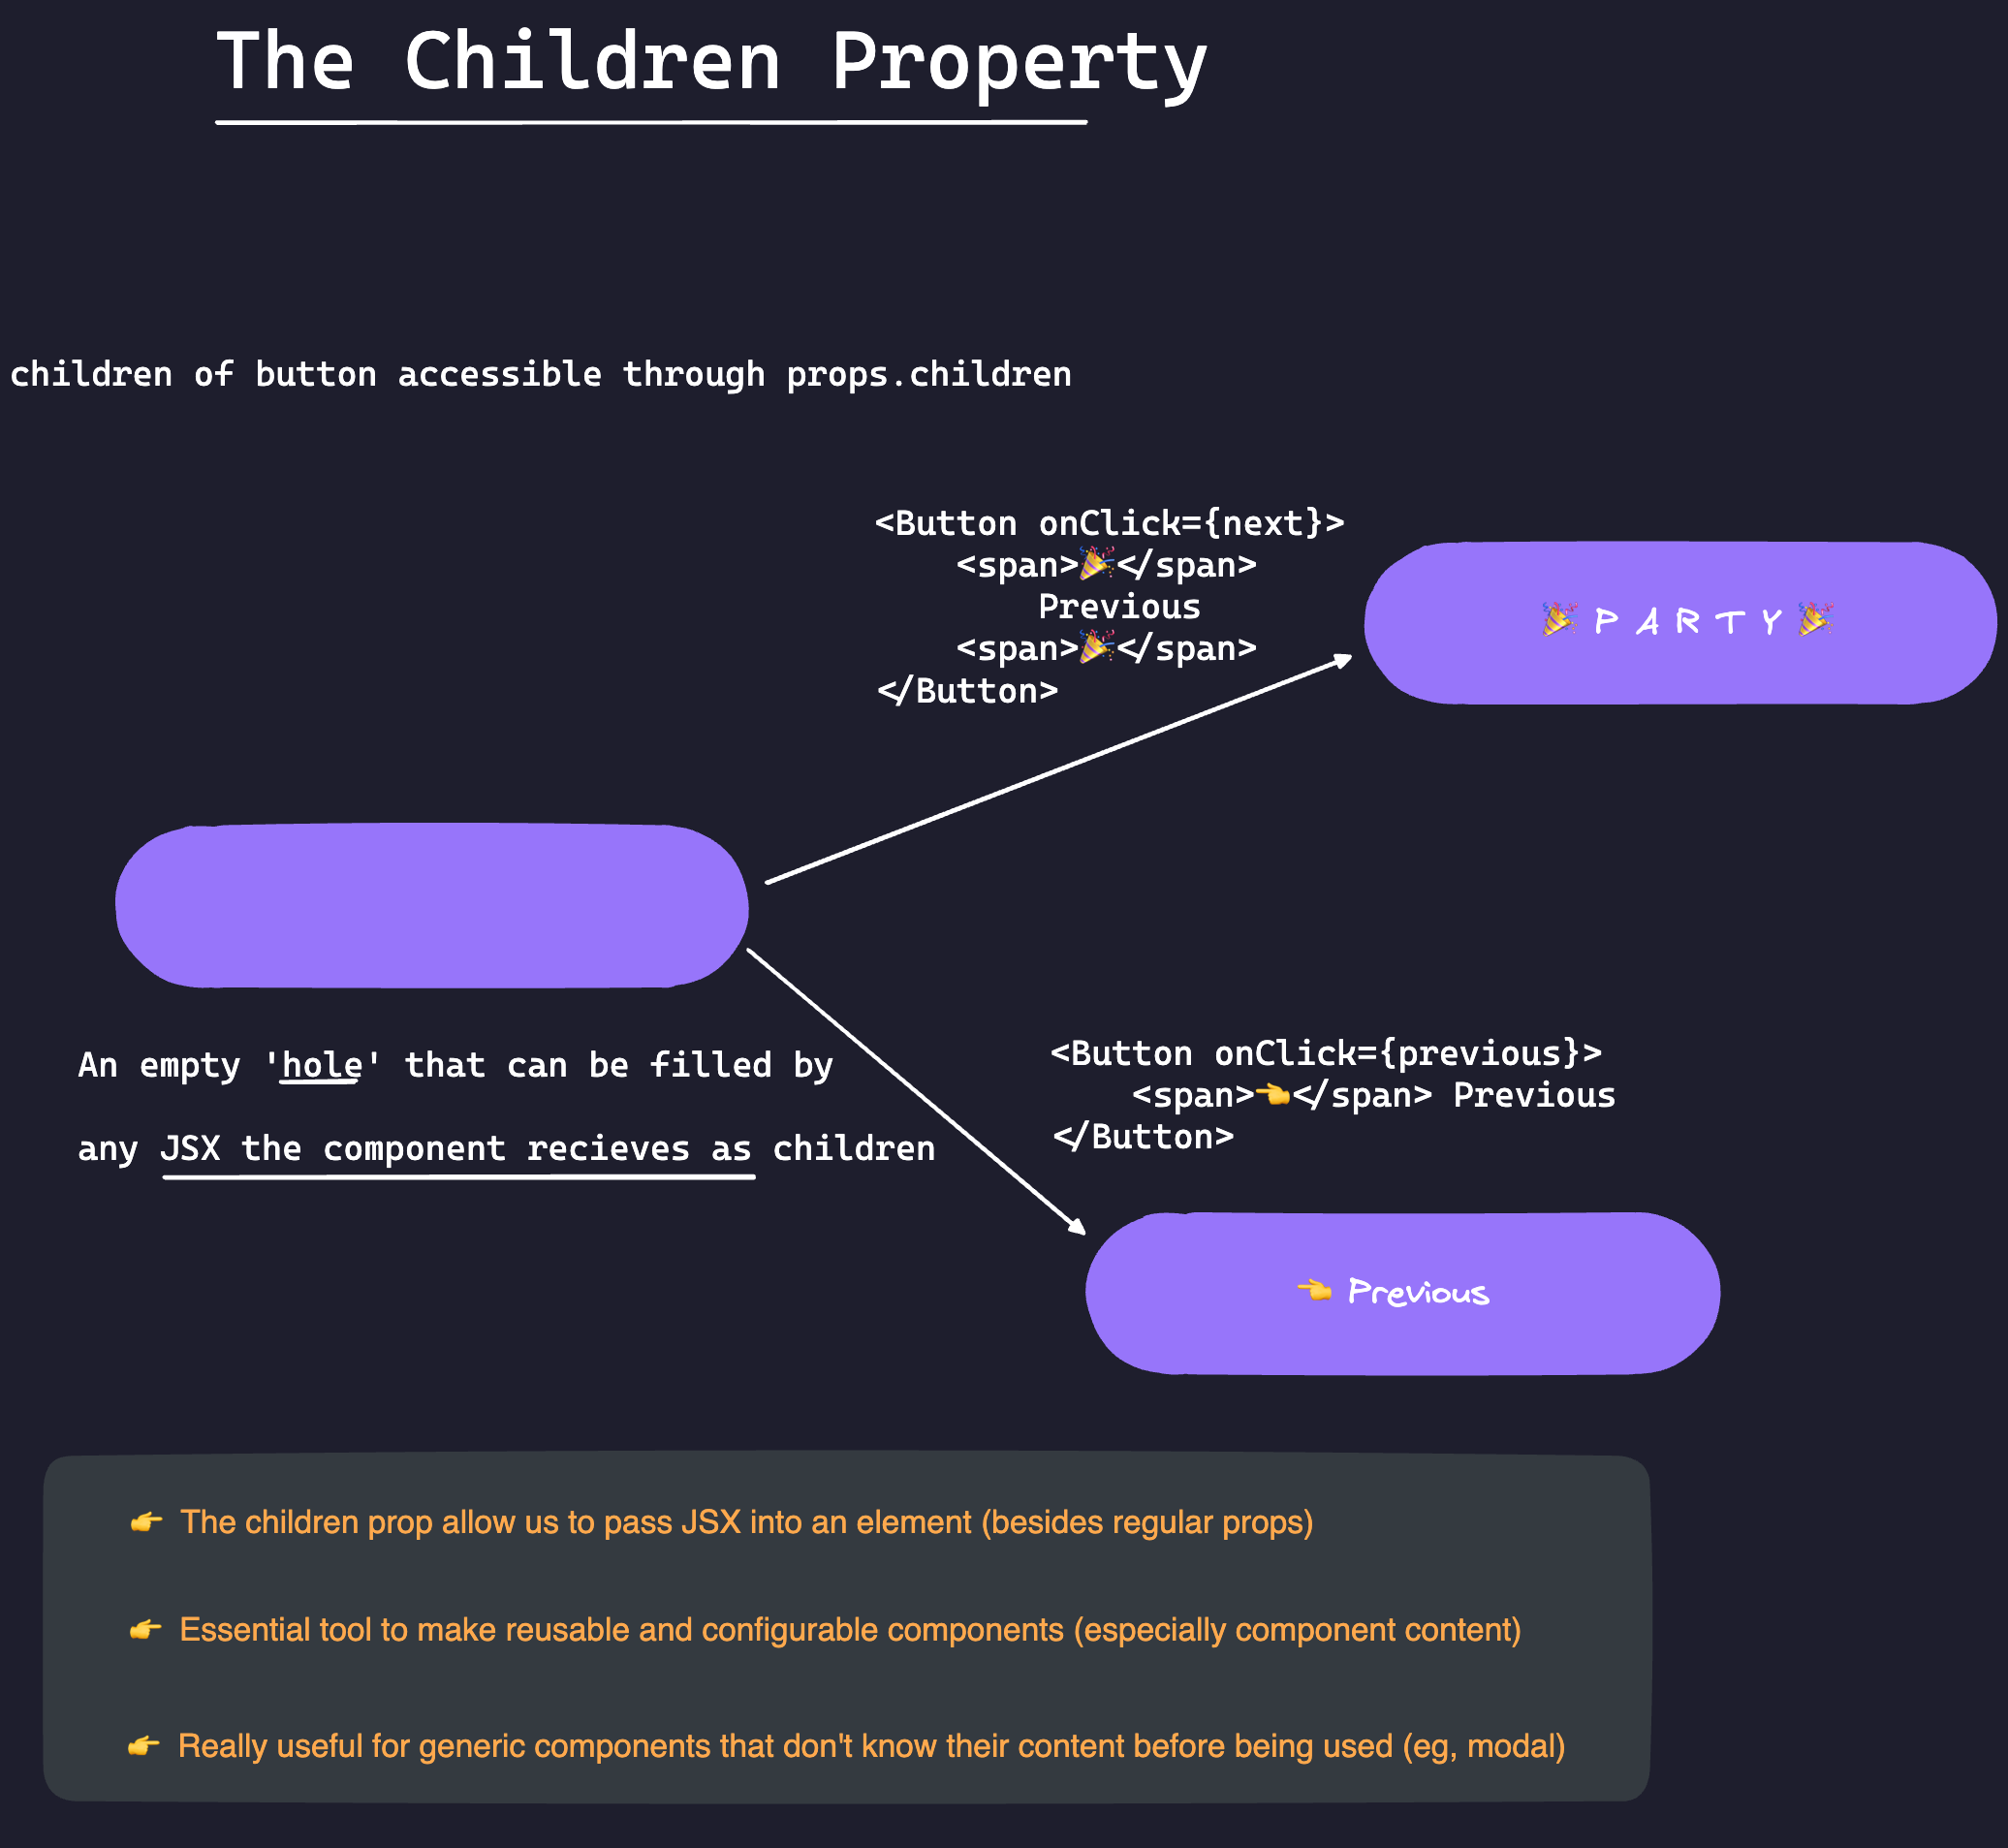 The Children Property
children of button accessible through props.children
<Button onClick={next}>
<span>🎉</span>
Previous
<span>🎉</span>
</Button>
🎉 P A R T Y 🎉
An empty 'hole' that can be filled by
any JSX the component recieves as children
<Button onClick={previous}>
<span>👈</span> Previous
</Button>
👈 Previous
👉 The children prop allow us to pass JSX into an element (besides regular props)
👉 Essential tool to make reusable and configurable components (especially component content)
👉 Really useful for generic components that don't know their content before being used (eg, modal)